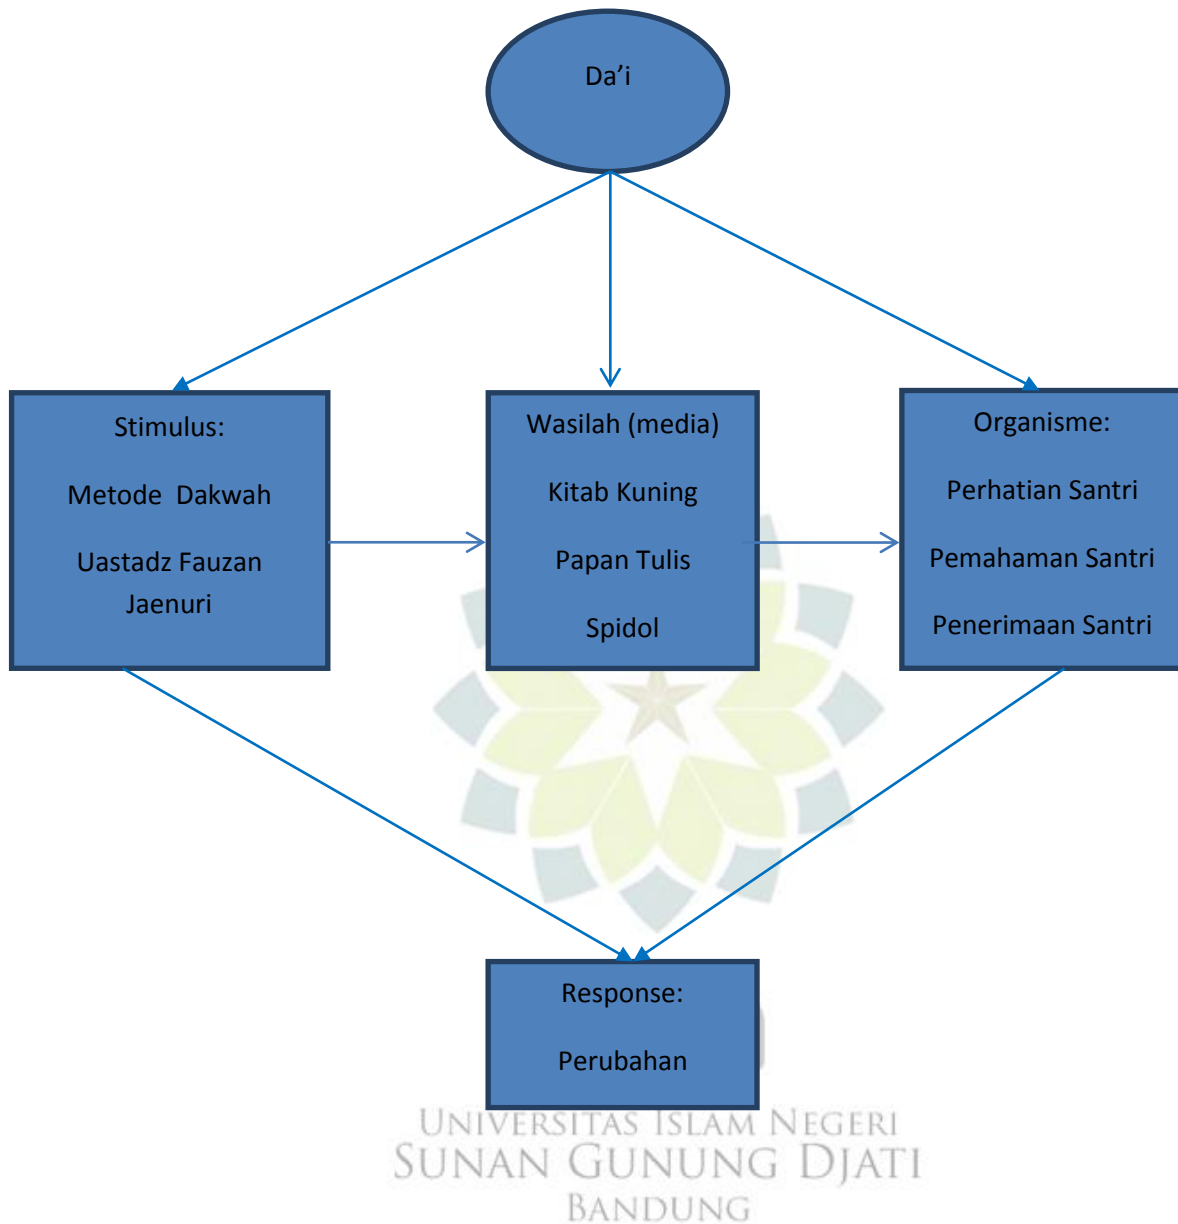 Da’i
Stimulus:
Metode  Dakwah
Uastadz Fauzan
Jaenuri
Wasilah (media)
Kitab Kuning
Papan Tulis
Spidol
Organisme:
Perhatian Santri
Pemahaman Santri
Penerimaan Santri
Response:
Perubahan
UNIVERSITAS ISLAM NEGERI
SUNAN GUNUNG DJATI
BANDUNG